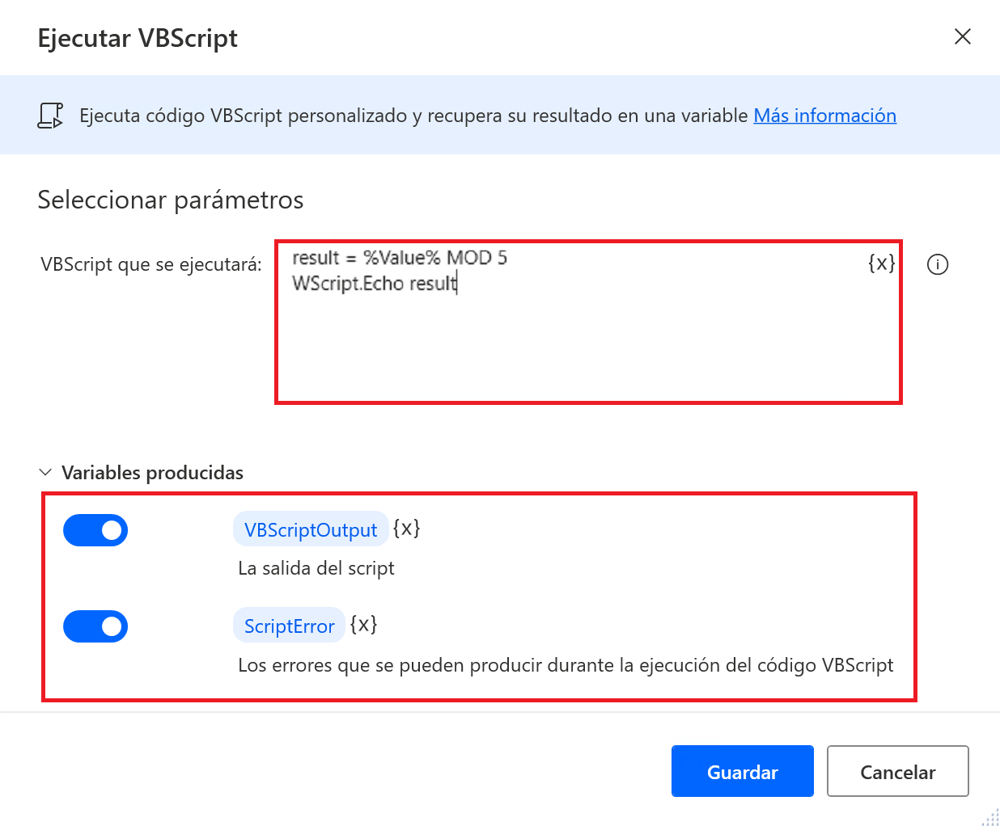 Ejecutar VBScript
Ejecuta código VBScript personalizado y recupera su resultado en una variable Más información
Seleccionar parámetros
VBScript que se ejecutará:
result = %Value% MOD 5
WScript.Echo result
{x}
Variables producidas
VBScriptOutput {x}
La salida del script
ScriptError {x}
Los errores que se pueden producir durante la ejecución del código VBScript
Guardar Cancelar